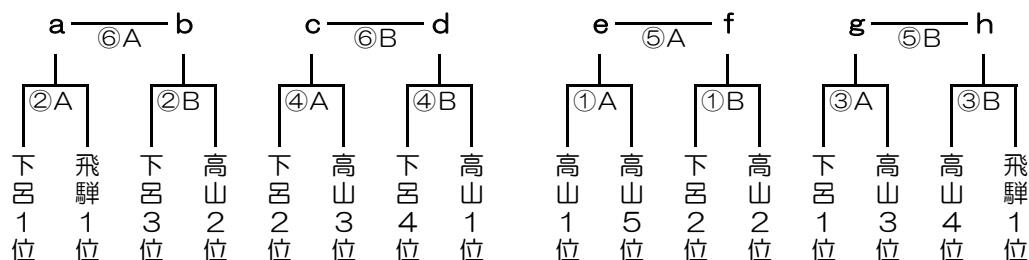 a b c d e f g h
⑥A ⑥B ⑤A ⑤B
②A ②B ④A ④B ①A ①B ③A ③B
下呂1位
飛騨1位
下呂3位
高山2位
下呂2位
高山3位
下呂4位
高山1位
高山1位
高山5位
下呂2位
高山2位
下呂1位
高山3位
高山4位
飛騨1位